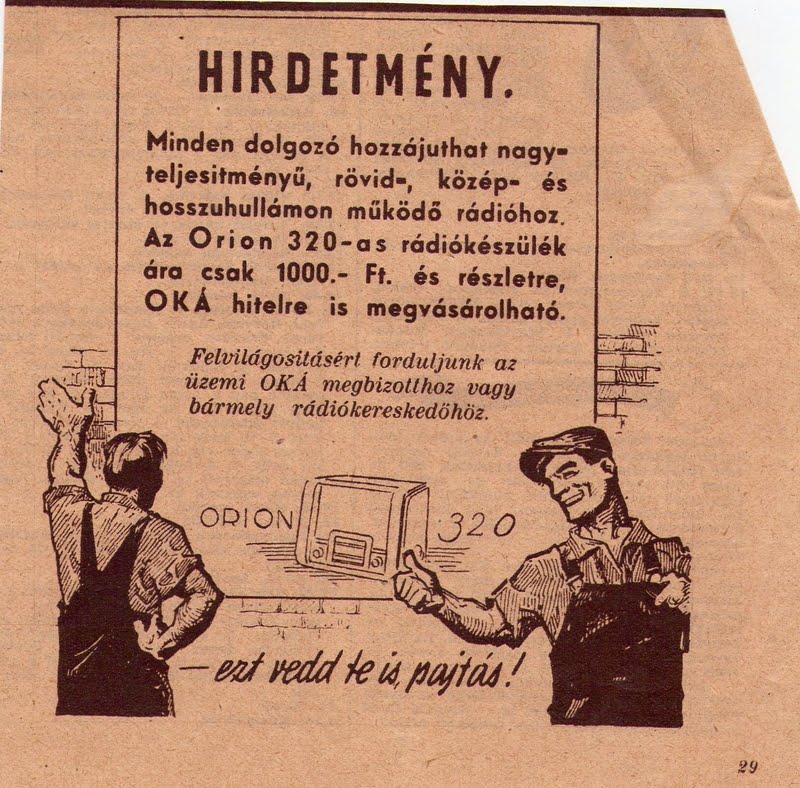 HIRDETMÉNY.
Minden dolgozó hozzájuthat nagy-
teljesitményű, rövid-, közép- és
hosszuhullámon működő rádióhoz.
Az Orion 320-as rádiókészülék
ára csak 1000.- Ft. és részletre,
OKÁ hitelre is megvásárolható.
Felvilágositásért forduljunk az
üzemi OKÁ megbizotthoz vagy
bármely rádiókereskedőhöz.
ORION 320
— ezt vedd te is, pajtás!
29